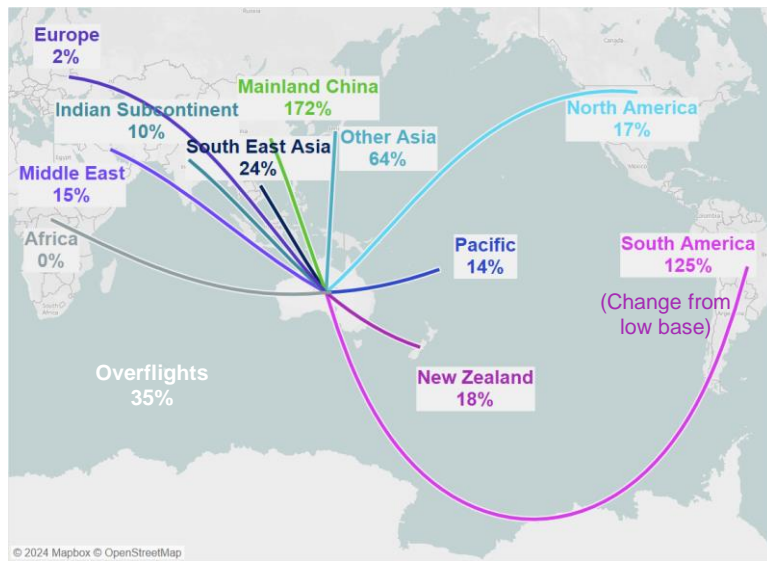 Europe
2%
Mainland China
172%
Indian Subcontinent
10%
North America
17%
South East Asia
24%
Other Asia
64%
Middle East
15%
Africa
0%
Pacific
14%
South America
125%
(Change from
low base)
Overflights
35%
New Zealand
18%
© 2024 Mapbox © OpenStreetMap